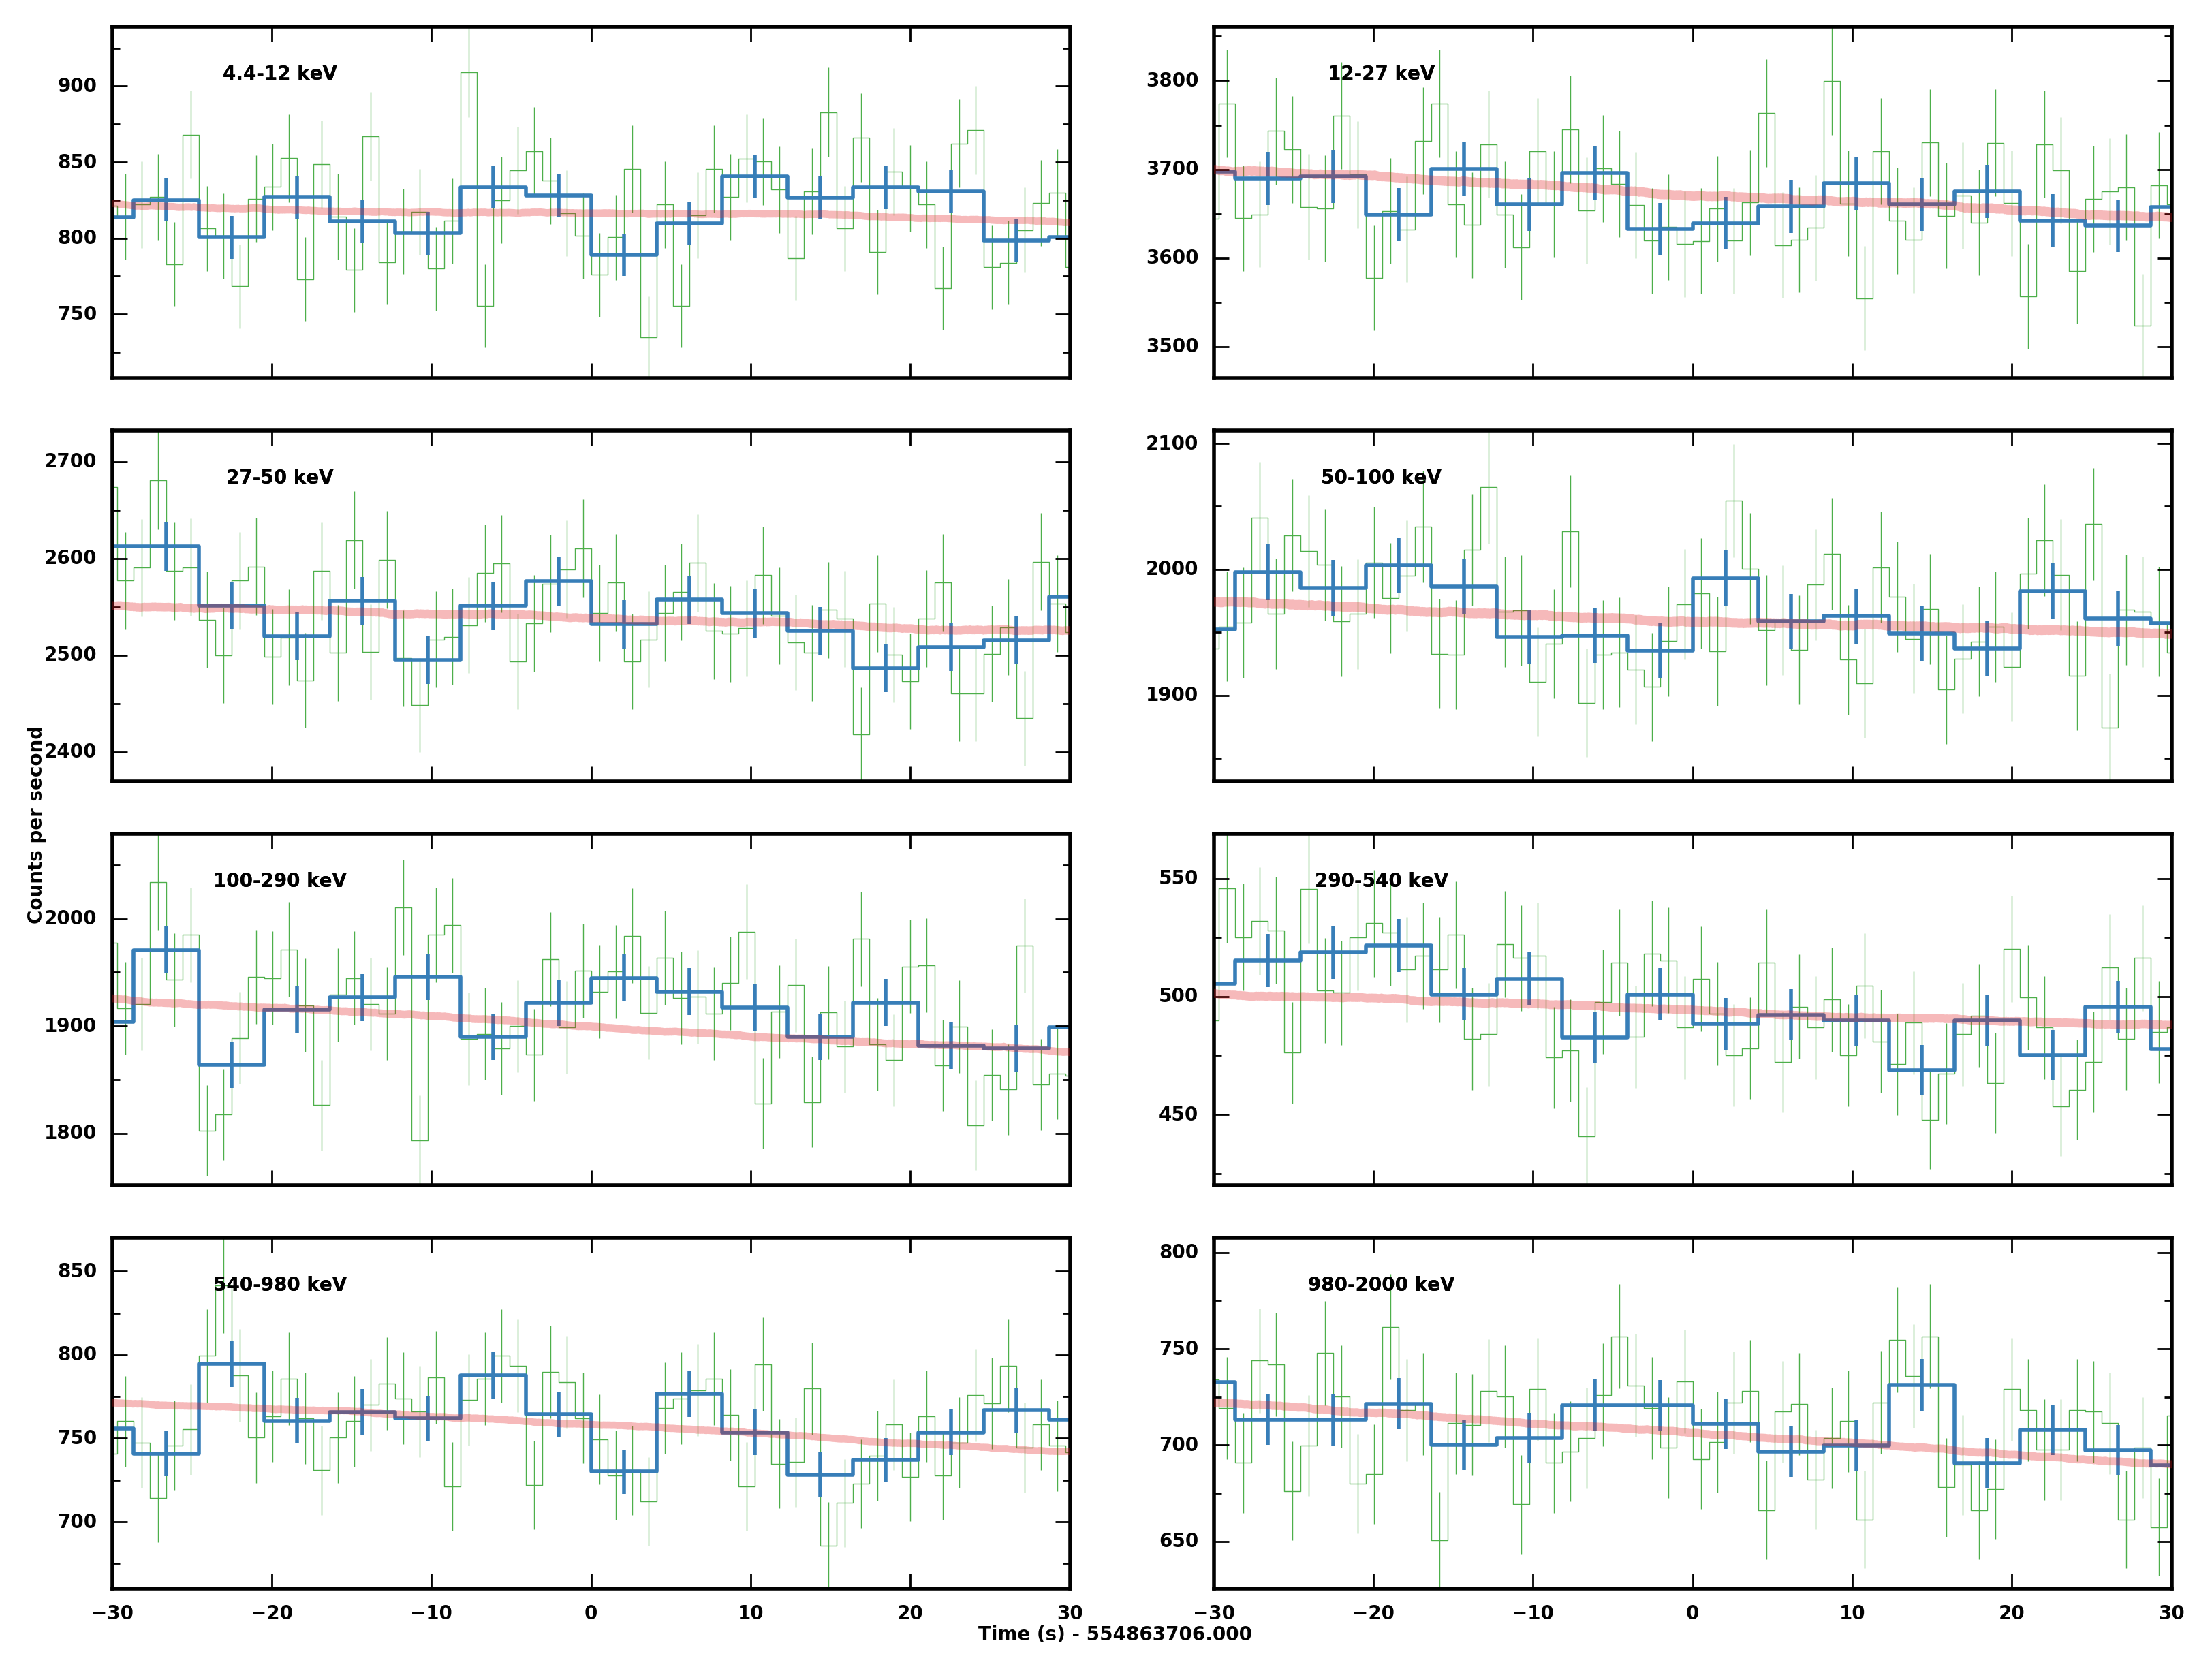 4.4-12 keV
900
850
800
750
12-27 keV
3800
3700
3600
3500
27-50 keV
2700
2600
2500
2400
50-100 keV
2100
2000
1900
Counts per second
100-290 keV
2000
1900
1800
290-540 keV
550
500
450
540-980 keV
850
800
750
700
980-2000 keV
800
750
700
650
−30 −20 −10 0 10 20 30
−30 −20 −10 0 10 20 30
Time (s) - 554863706.000